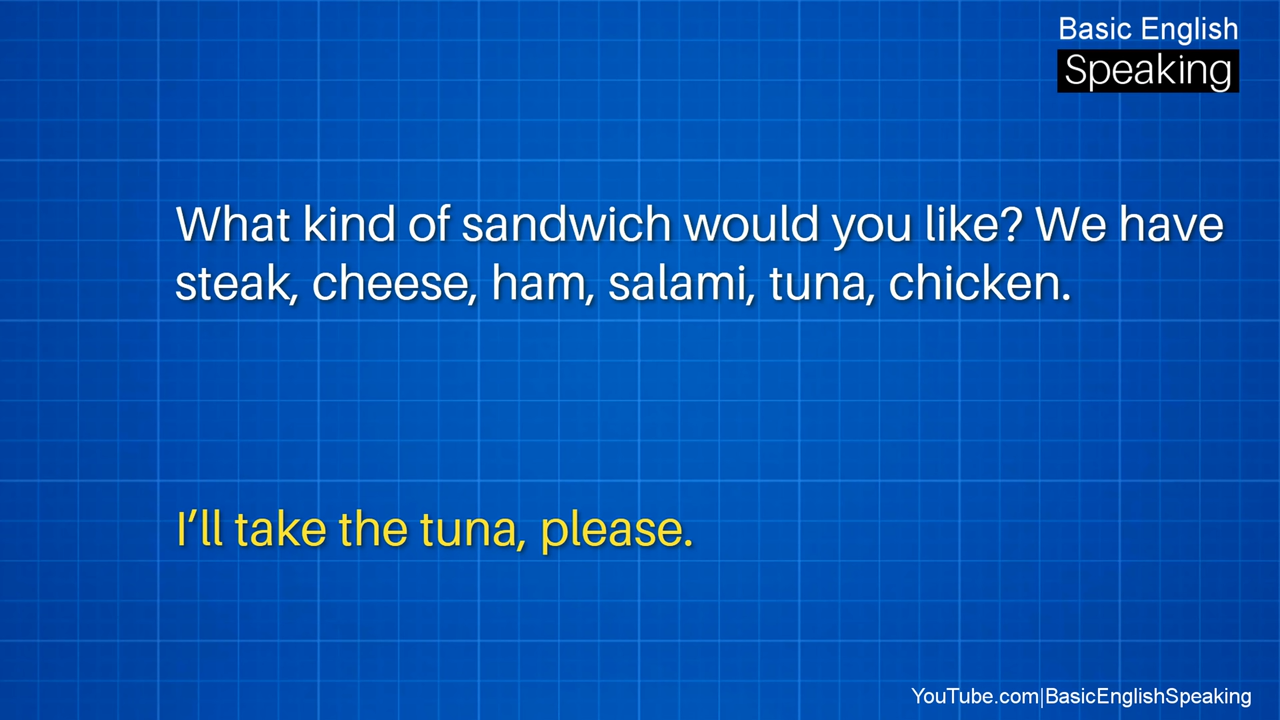 Basic English
Speaking
What kind of sandwich would you like? We have
steak, cheese, ham, salami, tuna, chicken.
I’ll take the tuna, please.
YouTube.com|BasicEnglishSpeaking